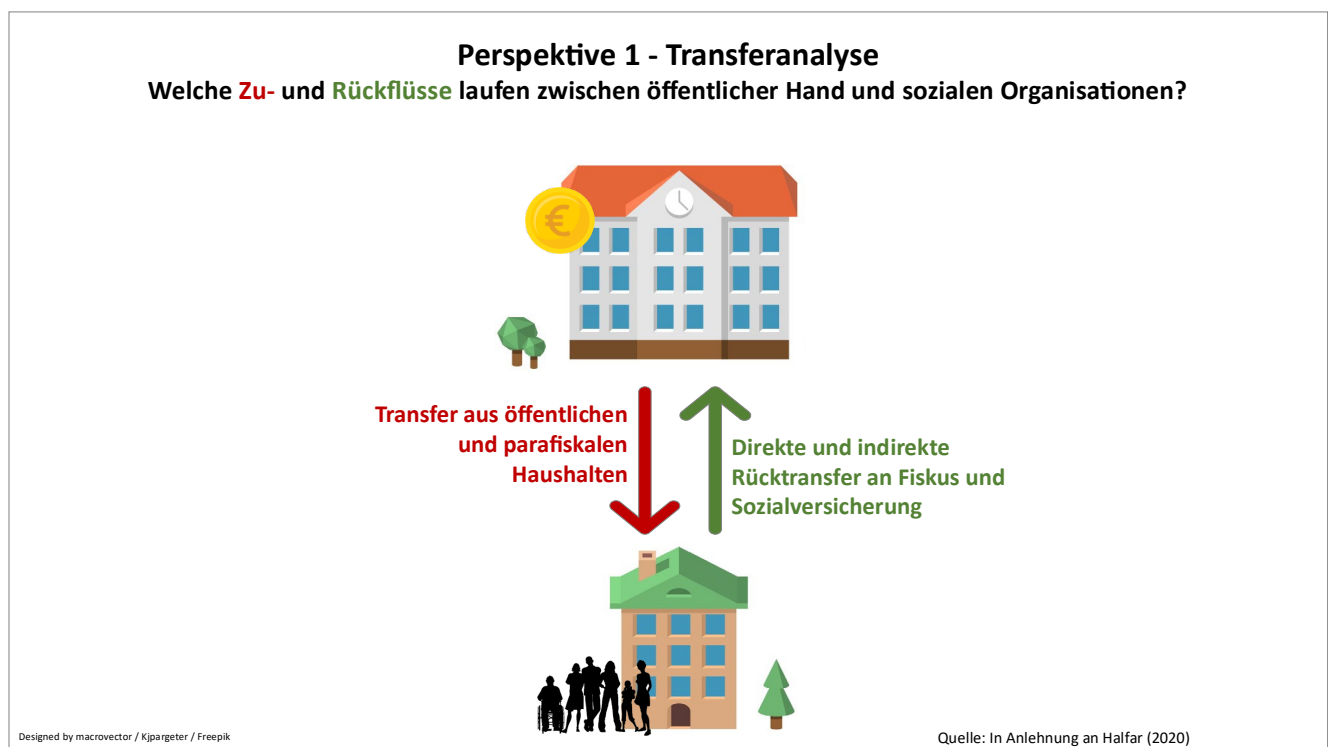 Perspektive 1 - Transferanalyse
Welche Zu- und Rückflüsse laufen zwischen öffentlicher Hand und sozialen Organisationen?
€
Transfer aus öffentlichen
und parafiskalen
Haushalten
Direkte und indirekte
Rücktransfer an Fiskus und
Sozialversicherung
Designed by macrovector / Kjpargeter / Freepik
Quelle: In Anlehnung an Halfar (2020)